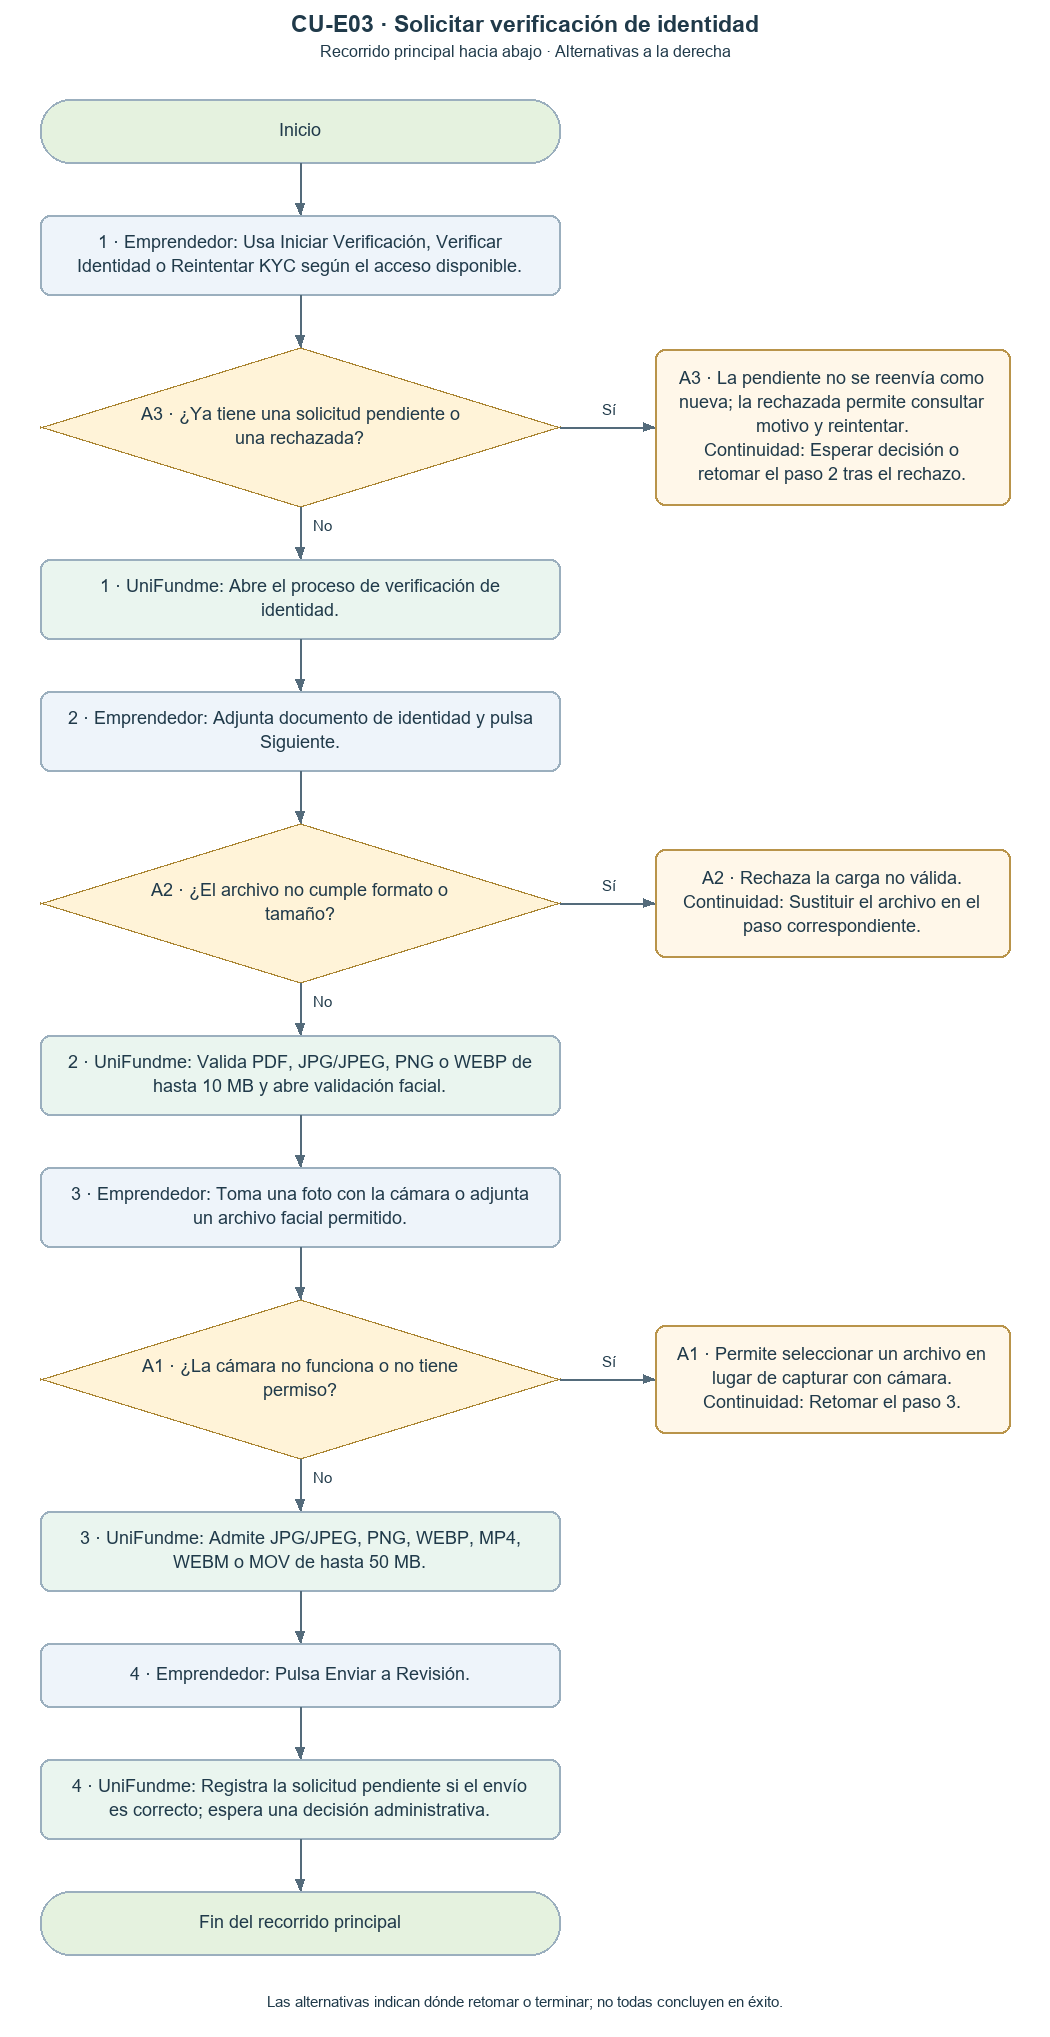 CU-E03 · Solicitar verificación de identidad
Recorrido principal hacia abajo · Alternativas a la derecha
Inicio
1 · Emprendedor: Usa Iniciar Verificación, Verificar
Identidad o Reintentar KYC según el acceso disponible.
A3 · ¿Ya tiene una solicitud pendiente o
una rechazada?
Sí
A3 · La pendiente no se reenvía como
nueva; la rechazada permite consultar
motivo y reintentar.
Continuidad: Esperar decisión o
retomar el paso 2 tras el rechazo.
No
1 · UniFundme: Abre el proceso de verificación de
identidad.
2 · Emprendedor: Adjunta documento de identidad y pulsa
Siguiente.
A2 · ¿El archivo no cumple formato o
tamaño?
Sí
A2 · Rechaza la carga no válida.
Continuidad: Sustituir el archivo en el
paso correspondiente.
No
2 · UniFundme: Valida PDF, JPG/JPEG, PNG o WEBP de
hasta 10 MB y abre validación facial.
3 · Emprendedor: Toma una foto con la cámara o adjunta
un archivo facial permitido.
A1 · ¿La cámara no funciona o no tiene
permiso?
Sí
A1 · Permite seleccionar un archivo en
lugar de capturar con cámara.
Continuidad: Retomar el paso 3.
No
3 · UniFundme: Admite JPG/JPEG, PNG, WEBP, MP4,
WEBM o MOV de hasta 50 MB.
4 · Emprendedor: Pulsa Enviar a Revisión.
4 · UniFundme: Registra la solicitud pendiente si el envío
es correcto; espera una decisión administrativa.
Fin del recorrido principal
Las alternativas indican dónde retomar o terminar; no todas concluyen en éxito.